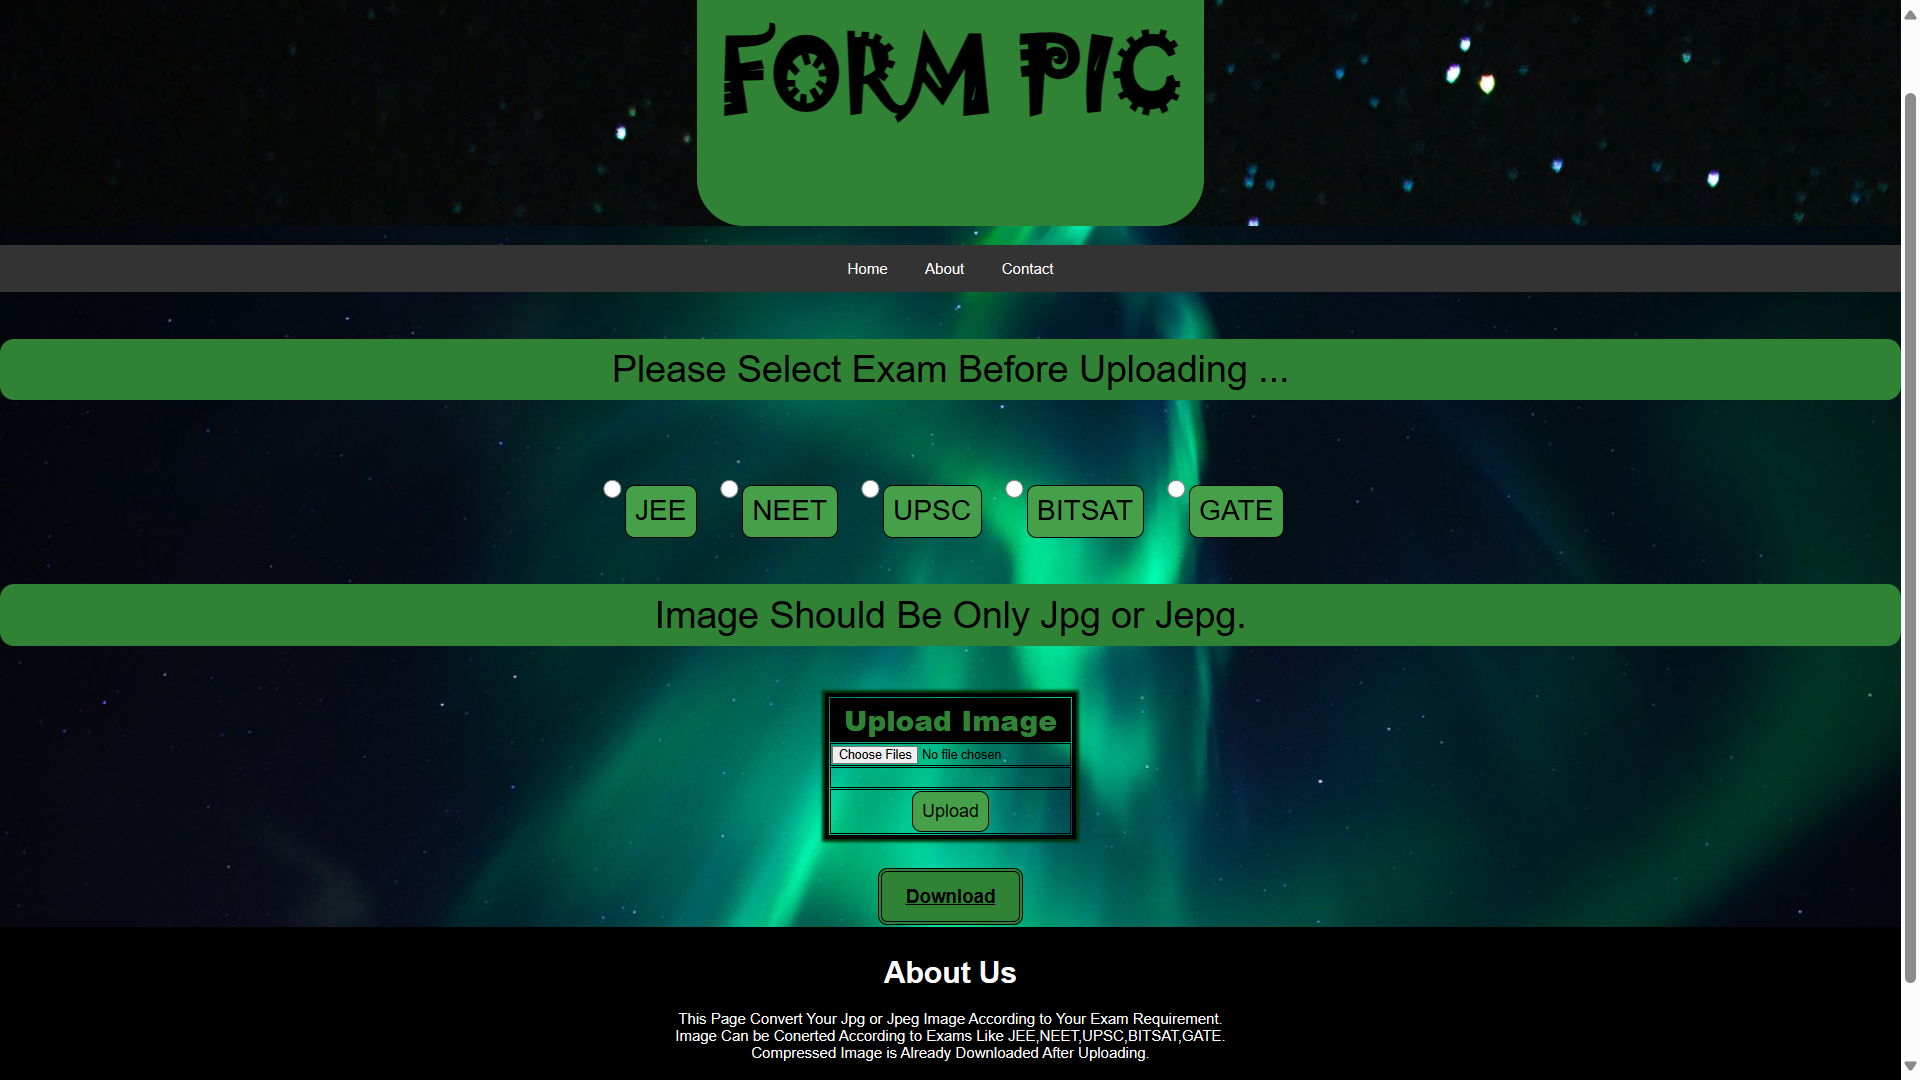 FORM PIC
Home About Contact
Please Select Exam Before Uploading ...
JEE NEET UPSC BITSAT GATE
Image Should Be Only Jpg or Jepg.
Upload Image
Choose Files No file chosen
Upload
Download
About Us
This Page Convert Your Jpg or Jpeg Image According to Your Exam Requirement.
Image Can be Conerted According to Exams Like JEE,NEET,UPSC,BITSAT,GATE.
Compressed Image is Already Downloaded After Uploading.